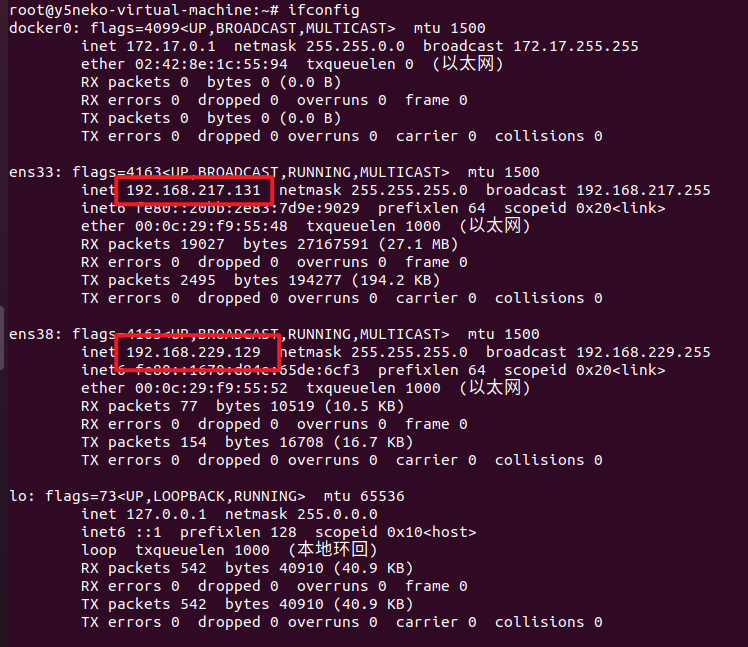 root@y5neko-virtual-machine:~# ifconfig
docker0: flags=4099<UP,BROADCAST,MULTICAST>  mtu 1500
        inet 172.17.0.1  netmask 255.255.0.0  broadcast 172.17.255.255
        ether 02:42:8e:1c:55:94  txqueuelen 0  (以太网)
        RX packets 0  bytes 0 (0.0 B)
        RX errors 0  dropped 0  overruns 0  frame 0
        TX packets 0  bytes 0 (0.0 B)
        TX errors 0  dropped 0 overruns 0  carrier 0  collisions 0

ens33: flags=4163<UP,BROADCAST,RUNNING,MULTICAST>  mtu 1500
        inet 192.168.217.131  netmask 255.255.255.0  broadcast 192.168.217.255
        inet6 fe80::20bb:2e83:7d9e:9029  prefixlen 64  scopeid 0x20<link>
        ether 00:0c:29:f9:55:48  txqueuelen 1000  (以太网)
        RX packets 19027  bytes 27167591 (27.1 MB)
        RX errors 0  dropped 0  overruns 0  frame 0
        TX packets 2495  bytes 194277 (194.2 KB)
        TX errors 0  dropped 0 overruns 0  carrier 0  collisions 0

ens38: flags=4163<UP,BROADCAST,RUNNING,MULTICAST>  mtu 1500
        inet 192.168.229.129  netmask 255.255.255.0  broadcast 192.168.229.255
        inet6  prefixlen 64  scopeid 0x20<link>
        ether 00:0c:29:f9:55:52  txqueuelen 1000  (以太网)
        RX packets 77  bytes 10519 (10.5 KB)
        RX errors 0  dropped 0  overruns 0  frame 0
        TX packets 154  bytes 16708 (16.7 KB)
        TX errors 0  dropped 0 overruns 0  carrier 0  collisions 0

lo: flags=73<UP,LOOPBACK,RUNNING>  mtu 65536
        inet 127.0.0.1  netmask 255.0.0.0
        inet6 ::1  prefixlen 128  scopeid 0x10<host>
        loop  txqueuelen 1000  (本地环回)
        RX packets 542  bytes 40910 (40.9 KB)
        RX errors 0  dropped 0  overruns 0  frame 0
        TX packets 542  bytes 40910 (40.9 KB)
        TX errors 0  dropped 0 overruns 0  carrier 0  collisions 0